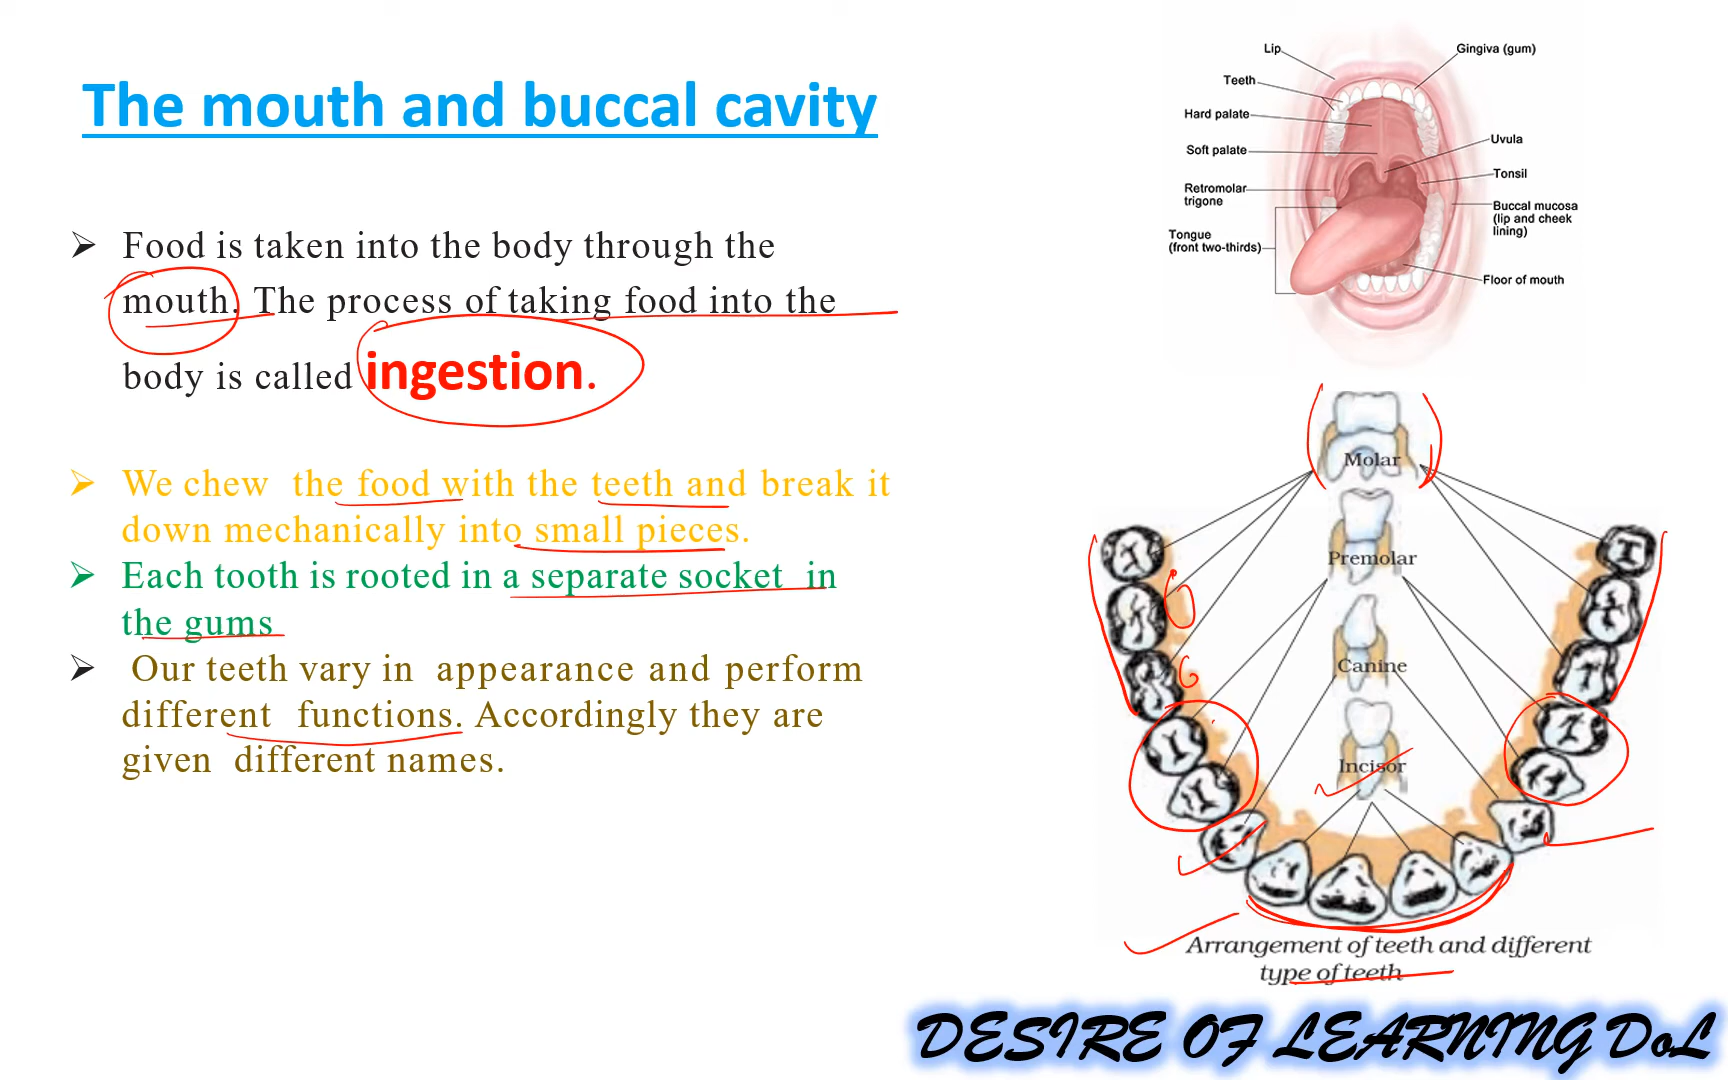 The mouth and buccal cavity
➢ Food is taken into the body through the
mouth. The process of taking food into the
body is called ingestion.
➢ We chew the food with the teeth and break it
down mechanically into small pieces.
➢ Each tooth is rooted in a separate socket in
the gums
➢ Our teeth vary in appearance and perform
different functions. Accordingly they are
given different names.
Lip
Gingiva (gum)
Teeth
Hard palate
Uvula
Soft palate
Tonsil
Retromolar
trigone
Buccal mucosa
(lip and cheek
lining)
Tongue
(front two-thirds)
Floor of mouth
Molar
Premolar
Canine
Incisor
Arrangement of teeth and different
type of teeth
DESIRE OF LEARNING DoL